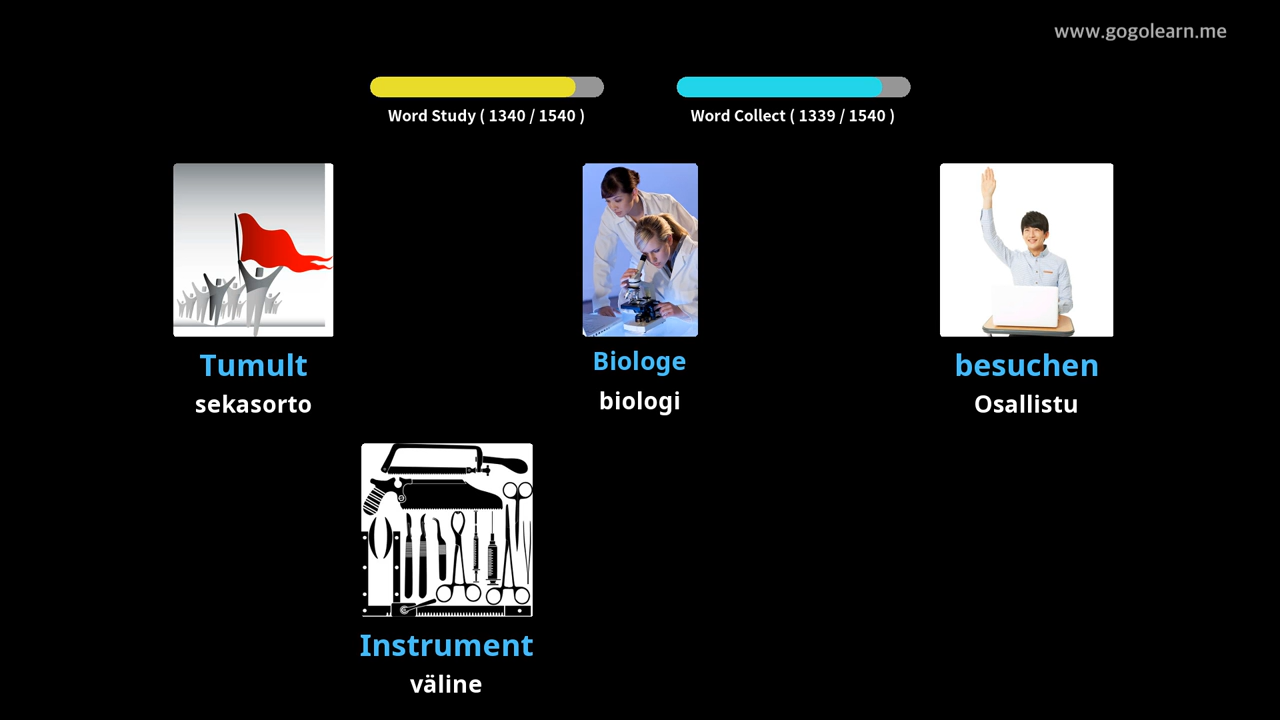 www.gogolearn.me
Word Study ( 1340 / 1540 )
Word Collect ( 1339 / 1540 )
Tumult
sekasorto
Biologe
biologi
besuchen
Osallistu
Instrument
väline